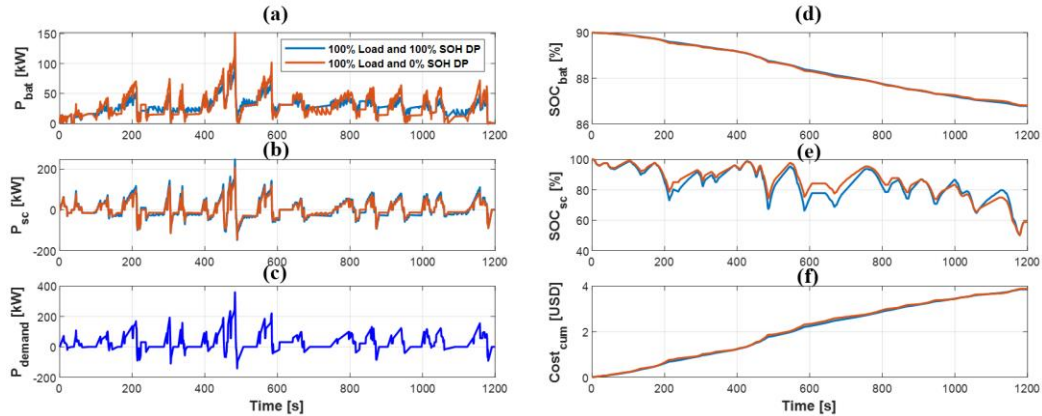 (a)
P_bat [kW]
150
100
50
0
100% Load and 100% SOH DP
100% Load and 0% SOH DP
0 200 400 600 800 1000 1200
(b)
P_sc [kW]
200
0
-200
0 200 400 600 800 1000 1200
(c)
P_demand [kW]
400
200
0
-200
0 200 400 600 800 1000 1200
Time [s]
(d)
SOC_bat [%]
90
88
86
0 200 400 600 800 1000 1200
(e)
SOC_sc [%]
100
80
60
40
0 200 400 600 800 1000 1200
(f)
Cost_cum [USD]
4
2
0
0 200 400 600 800 1000 1200
Time [s]